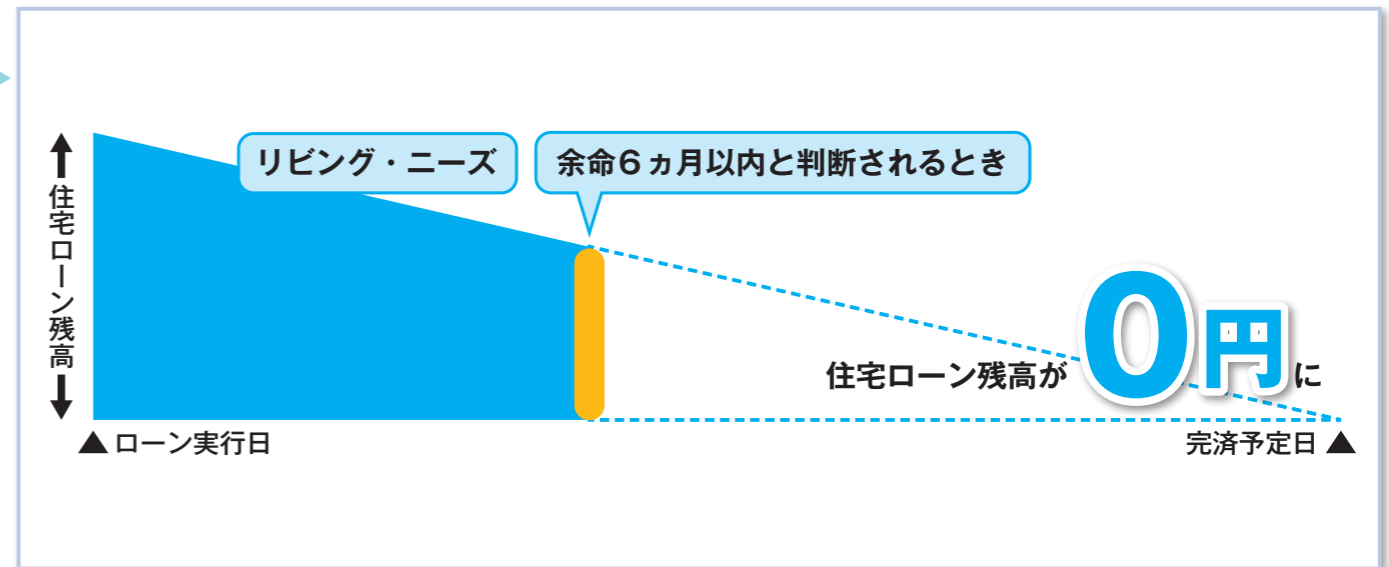 リビング・ニーズ
余命6ヵ月以内と判断されるとき
↑住宅ローン残高↓
住宅ローン残高が0円に
▲ローン実行日
完済予定日▲